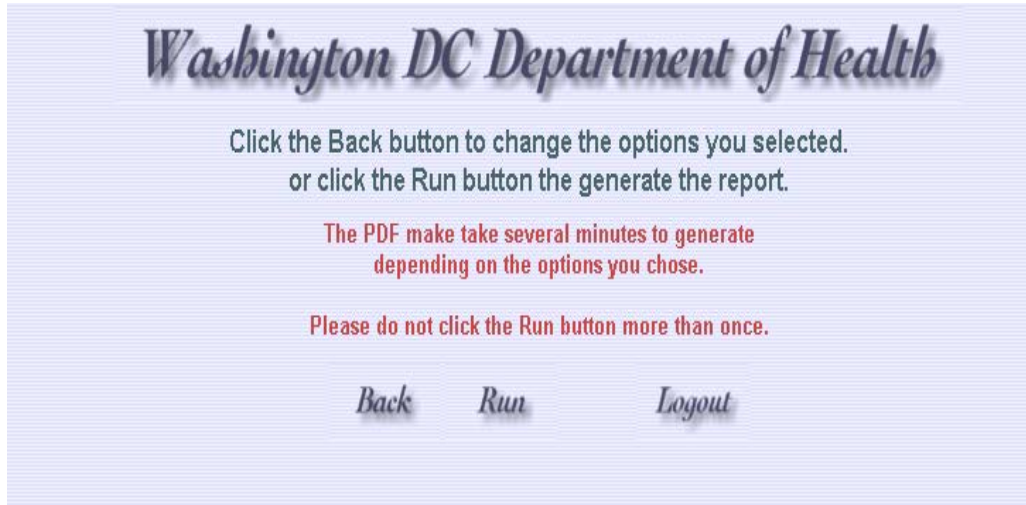 Washington DC Department of Health
Click the Back button to change the options you selected.
or click the Run button the generate the report.
The PDF make take several minutes to generate
depending on the options you chose.
Please do not click the Run button more than once.
Back Run Logout